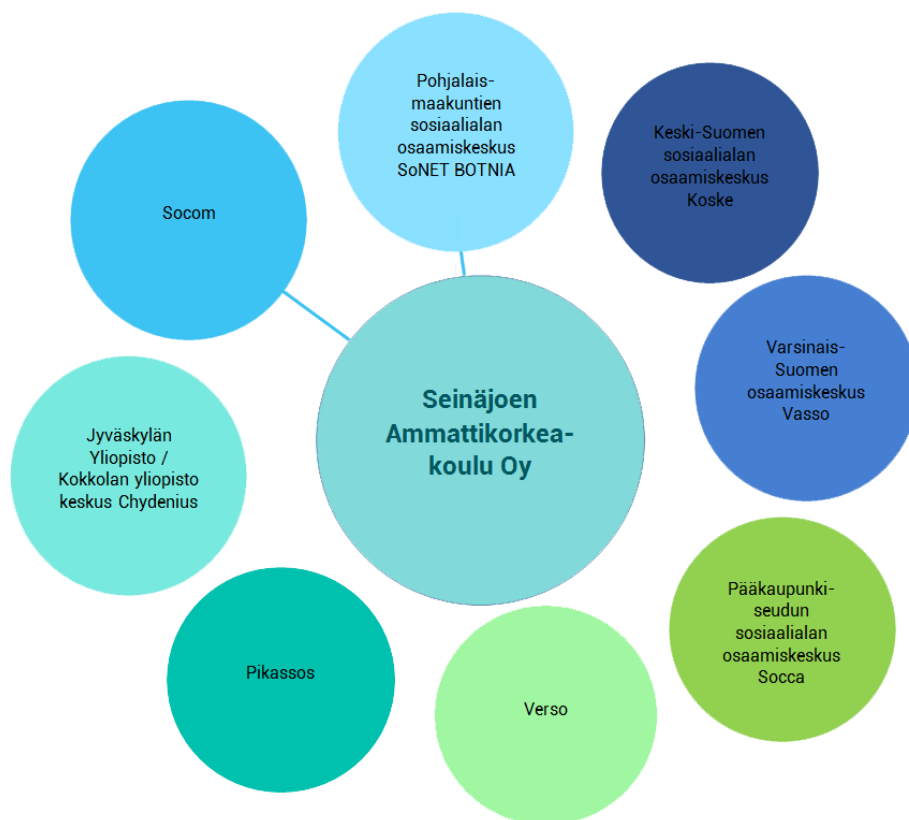 Pohjalais-
maakuntien
sosiaalialan
osaamiskeskus
SoNET BOTNIA
Keski-Suomen
sosiaalialan
osaamiskeskus
Koske
Socom
Varsinais-
Suomen
osaamiskeskus
Vasso
Seinäjoen
Ammattikorkea-
koulu Oy
Jyväskylän
Yliopisto /
Kokkolan yliopisto
keskus Chydenius
Pääkaupunki-
seudun
sosiaalialan
osaamiskeskus
Socca
Pikassos
Verso